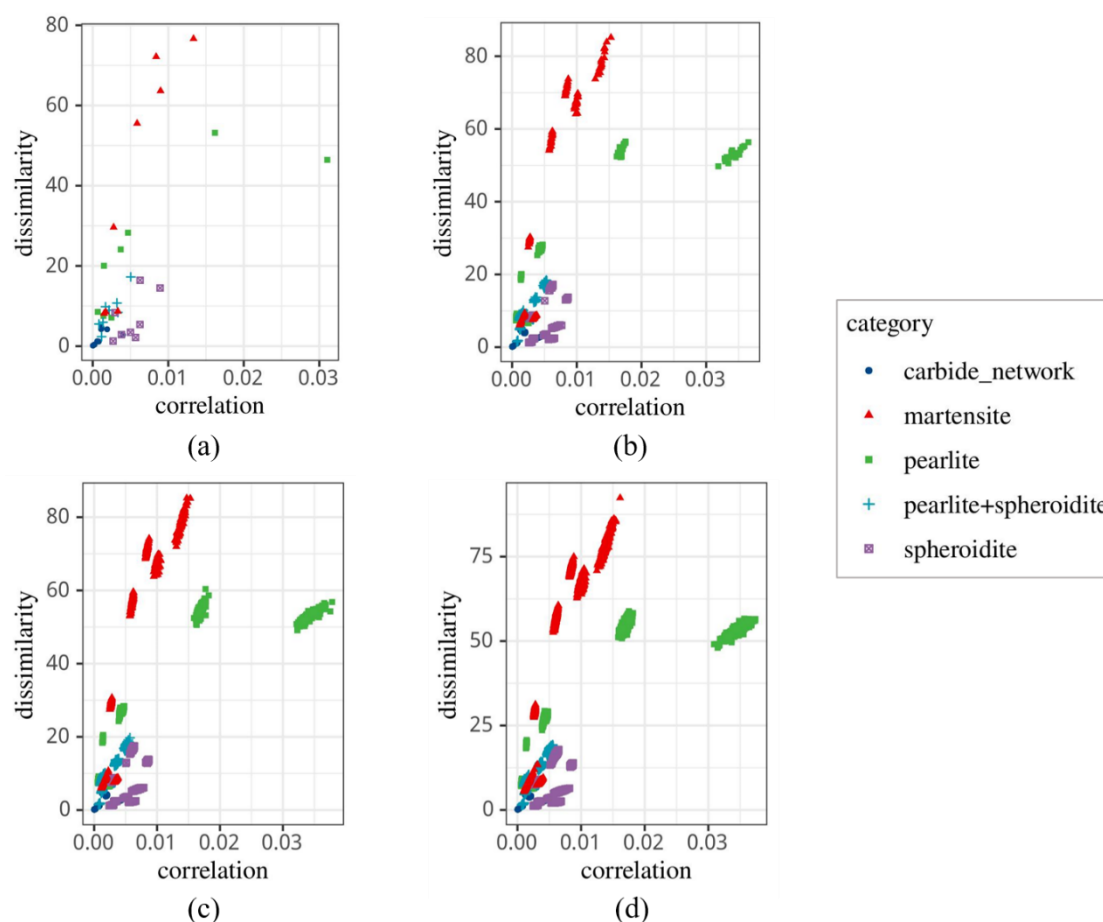 80
60
40
20
0
dissimilarity
0.00 0.01 0.02 0.03
correlation
(a)
80
60
40
20
0
dissimilarity
0.00 0.01 0.02 0.03
correlation
(b)
category
carbide_network
martensite
pearlite
pearlite+spheroidite
spheroidite
80
60
40
20
0
dissimilarity
0.00 0.01 0.02 0.03
correlation
(c)
75
50
25
0
dissimilarity
0.00 0.01 0.02 0.03
correlation
(d)